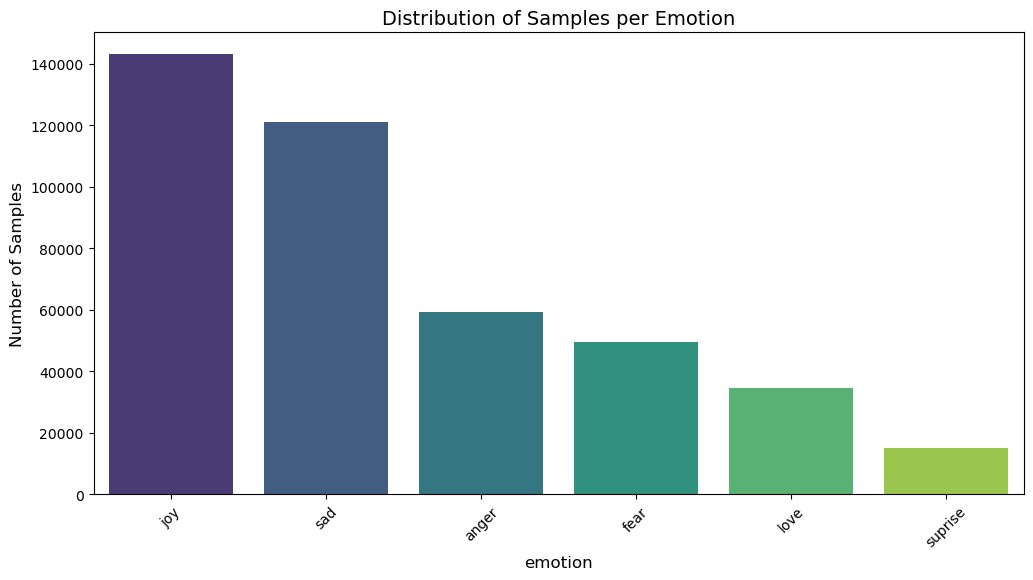 Distribution of Samples per Emotion
Number of Samples
140000
120000
100000
80000
60000
40000
20000
0
joy
sad
anger
fear
love
suprise
emotion